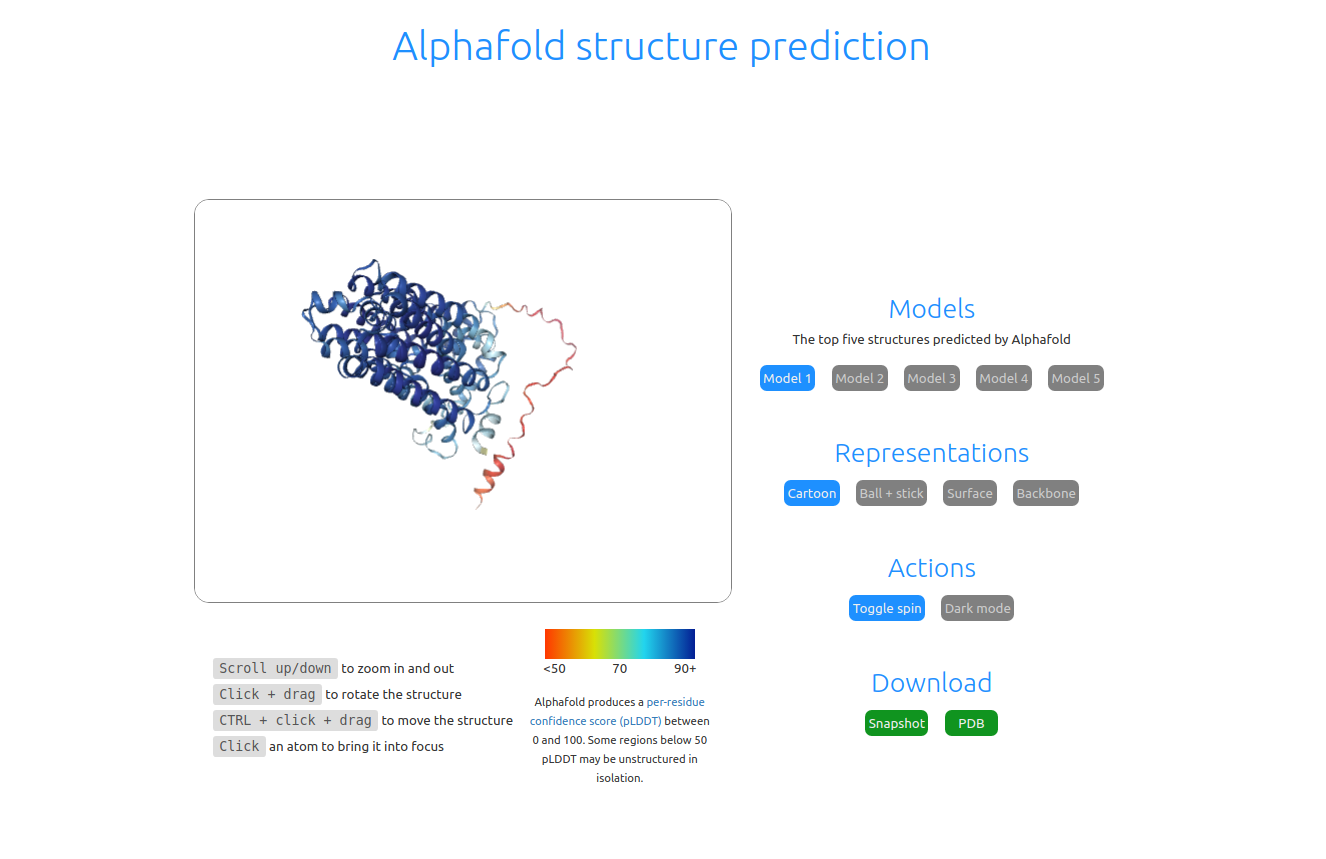 Alphafold structure prediction
Models
The top five structures predicted by Alphafold
Model 1 Model 2 Model 3 Model 4 Model 5
Representations
Cartoon Ball + stick Surface Backbone
Actions
Toggle spin Dark mode
Download
Snapshot PDB
Scroll up/down to zoom in and out
Click + drag to rotate the structure
CTRL + click + drag to move the structure
Click an atom to bring it into focus
<50 70 90+
Alphafold produces a per-residue
confidence score (pLDDT) between
0 and 100. Some regions below 50
pLDDT may be unstructured in
isolation.